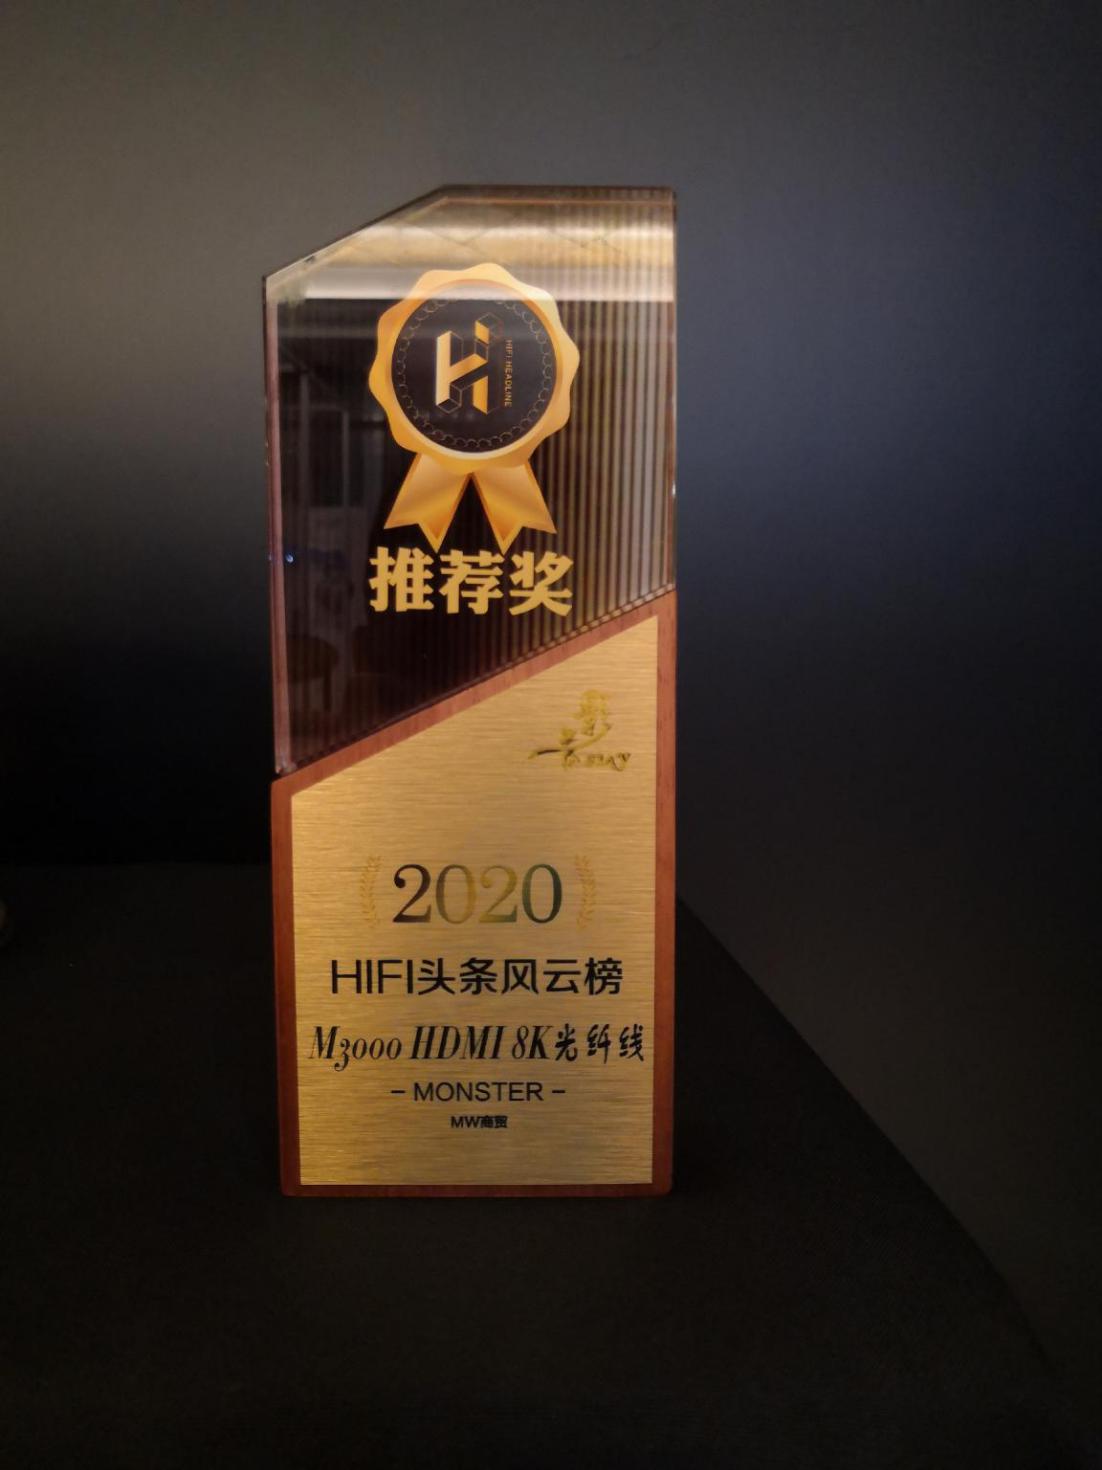 HIFI HEADLINE
推荐奖
2020
HIFI头条风云榜
M3000 HDMI 8K光纤线
- MONSTER -
MW商贸